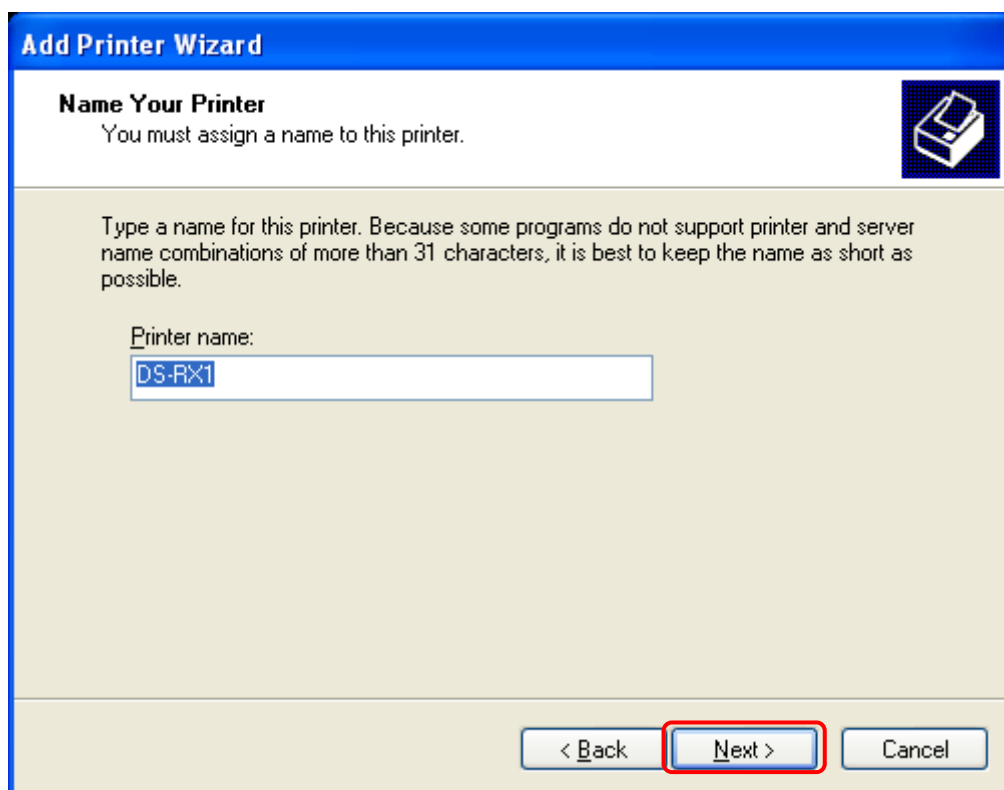 Add Printer Wizard
Name Your Printer
You must assign a name to this printer.
Type a name for this printer. Because some programs do not support printer and server
name combinations of more than 31 characters, it is best to keep the name as short as
possible.
Printer name:
DS-RX1
< Back
Next >
Cancel